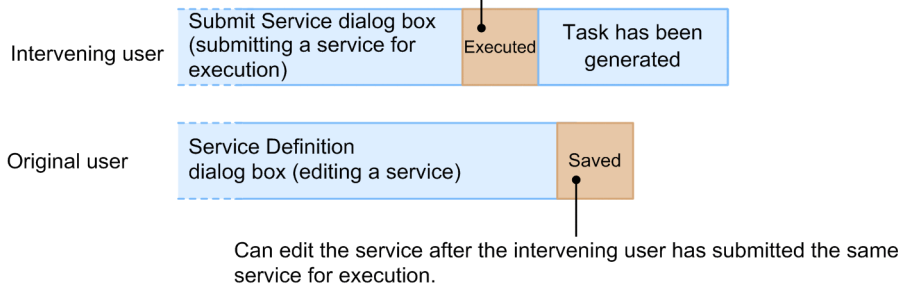 Submit Service dialog box
(submitting a service for
execution)
Intervening user
Executed
Task has been
generated
Service Definition
dialog box (editing a service)
Original user
Saved
Can edit the service after the intervening user has submitted the same
service for execution.